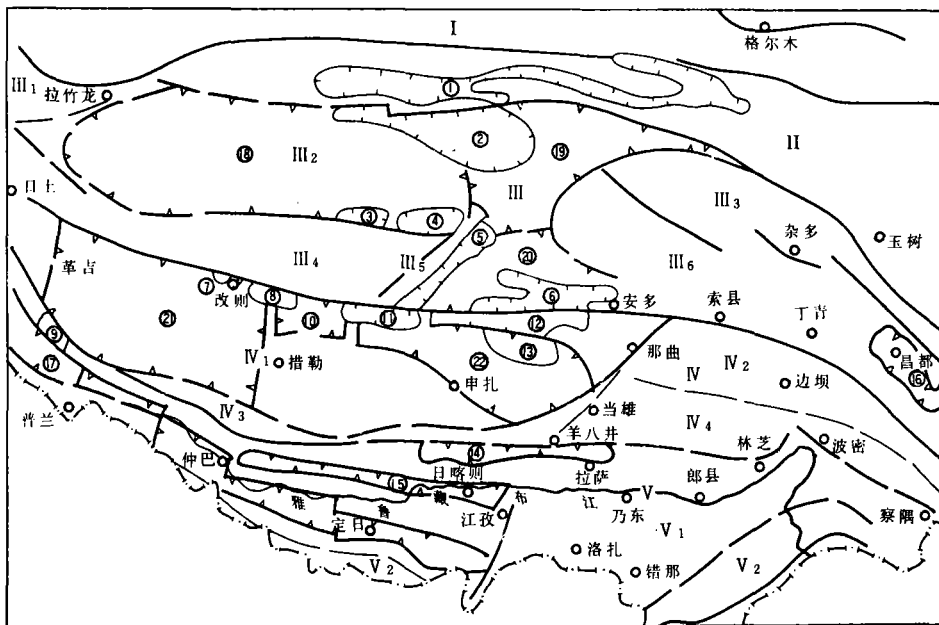 I
格尔木
III₁
拉竹龙
①
②
II
⑱
III₂
⑲
III
III₃
日土
③
④
⑤
杂多
玉树
革吉
III₄
III₅
⑳
III₆
⑦
改则
⑧
⑥
安多
索县
丁青
㉑
⑩
⑪
⑫
⑨
⑰
IV₁
措勒
⑬
㉒
那曲
IV
IV₂
昌都
⑯
申扎
边坝
普兰
IV₃
当雄
IV₄
羊八井
林芝
波密
仲巴
⑭
拉萨
日喀则
⑮
雅
鲁
藏
布
江
V
乃东
郎县
江孜
定日
V₁
察隅
V₂
洛扎
错那
V₂